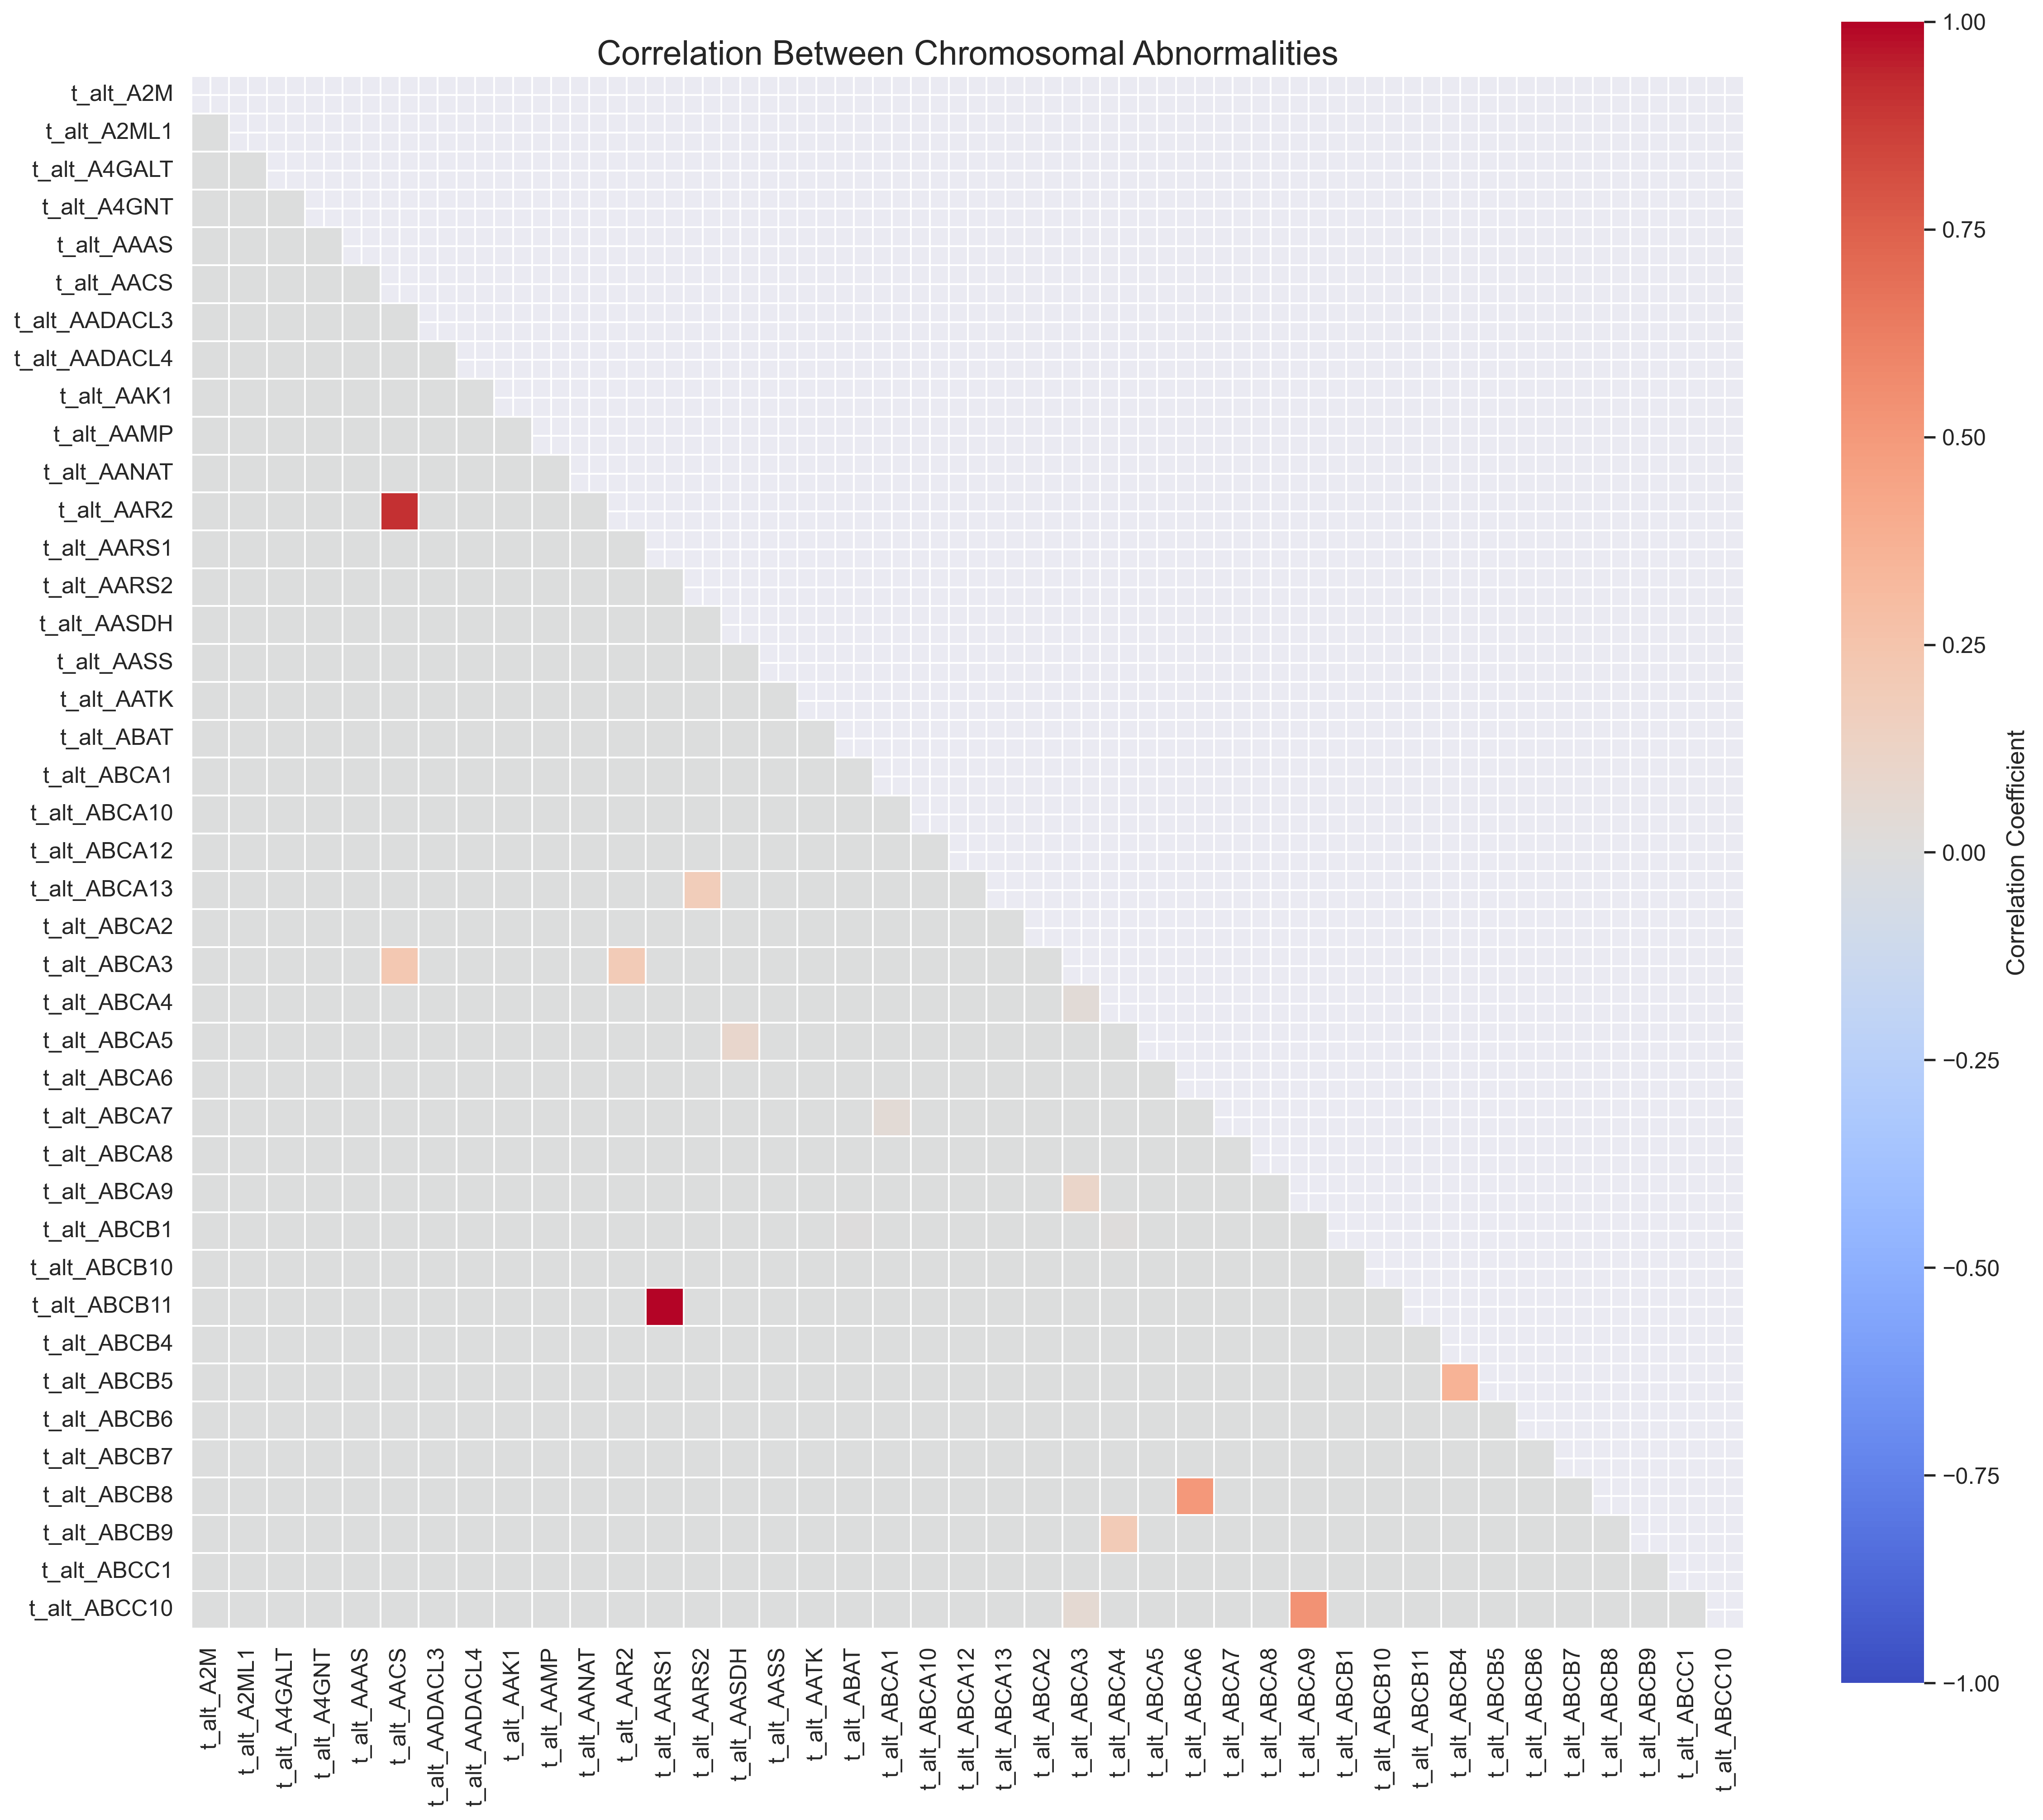 Correlation Between Chromosomal Abnormalities
t_alt_A2M
t_alt_A2ML1
t_alt_A4GALT
t_alt_A4GNT
t_alt_AAAS
t_alt_AACS
t_alt_AADACL3
t_alt_AADACL4
t_alt_AAK1
t_alt_AAMP
t_alt_AANAT
t_alt_AAR2
t_alt_AARS1
t_alt_AARS2
t_alt_AASDH
t_alt_AASS
t_alt_AATK
t_alt_ABAT
t_alt_ABCA1
t_alt_ABCA10
t_alt_ABCA12
t_alt_ABCA13
t_alt_ABCA2
t_alt_ABCA3
t_alt_ABCA4
t_alt_ABCA5
t_alt_ABCA6
t_alt_ABCA7
t_alt_ABCA8
t_alt_ABCA9
t_alt_ABCB1
t_alt_ABCB10
t_alt_ABCB11
t_alt_ABCB4
t_alt_ABCB5
t_alt_ABCB6
t_alt_ABCB7
t_alt_ABCB8
t_alt_ABCB9
t_alt_ABCC1
t_alt_ABCC10
t_alt_A2M
t_alt_A2ML1
t_alt_A4GALT
t_alt_A4GNT
t_alt_AAAS
t_alt_AACS
t_alt_AADACL3
t_alt_AADACL4
t_alt_AAK1
t_alt_AAMP
t_alt_AANAT
t_alt_AAR2
t_alt_AARS1
t_alt_AARS2
t_alt_AASDH
t_alt_AASS
t_alt_AATK
t_alt_ABAT
t_alt_ABCA1
t_alt_ABCA10
t_alt_ABCA12
t_alt_ABCA13
t_alt_ABCA2
t_alt_ABCA3
t_alt_ABCA4
t_alt_ABCA5
t_alt_ABCA6
t_alt_ABCA7
t_alt_ABCA8
t_alt_ABCA9
t_alt_ABCB1
t_alt_ABCB10
t_alt_ABCB11
t_alt_ABCB4
t_alt_ABCB5
t_alt_ABCB6
t_alt_ABCB7
t_alt_ABCB8
t_alt_ABCB9
t_alt_ABCC1
t_alt_ABCC10
1.00
0.75
0.50
0.25
0.00
−0.25
−0.50
−0.75
−1.00
Correlation Coefficient